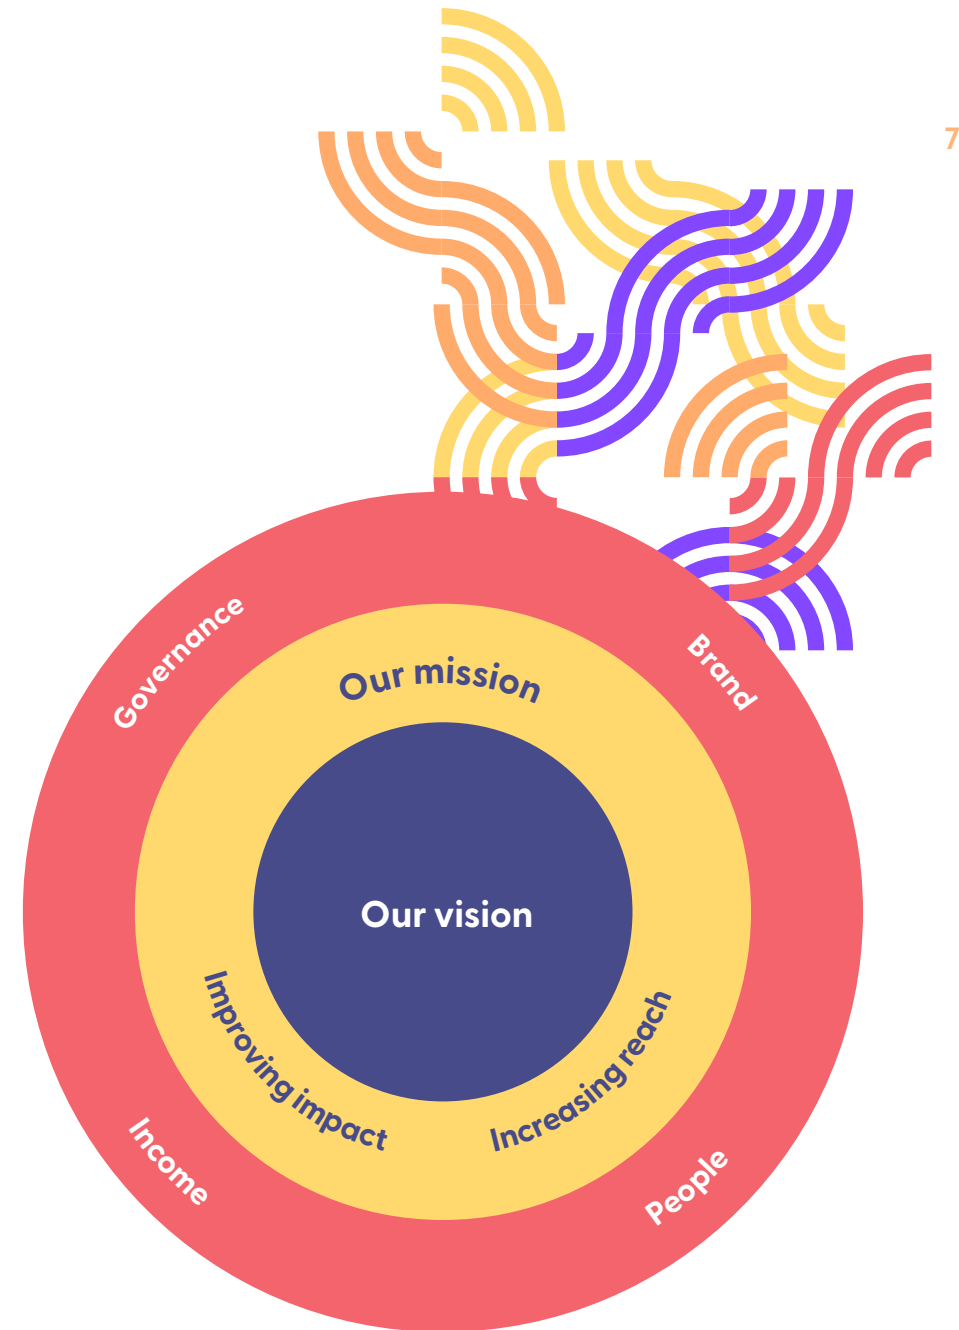 7
Governance
Brand
Our mission
Our vision
Improving impact
Increasing reach
Income
People